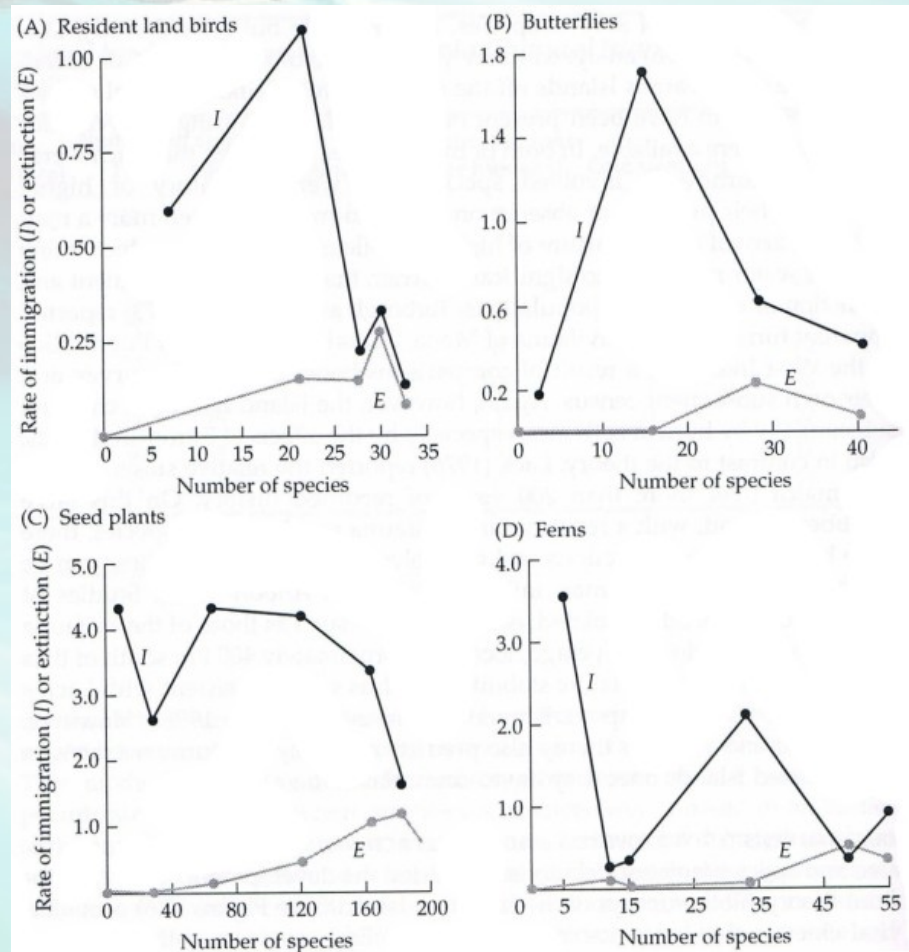 (A) Resident land birds
Rate of immigration (I) or extinction (E)
1.00
0.75
0.50
0.25
I
E
0 5 10 15 20 25 30 35
Number of species
(B) Butterflies
1.8
1.4
1.0
0.6
0.2
I
E
0 10 20 30 40
Number of species
(C) Seed plants
Rate of immigration (I) or extinction (E)
5.0
4.0
3.0
2.0
1.0
I
E
0 40 80 120 160 200
Number of species
(D) Ferns
4.0
3.0
2.0
1.0
I
E
0 5 15 25 35 45 55
Number of species